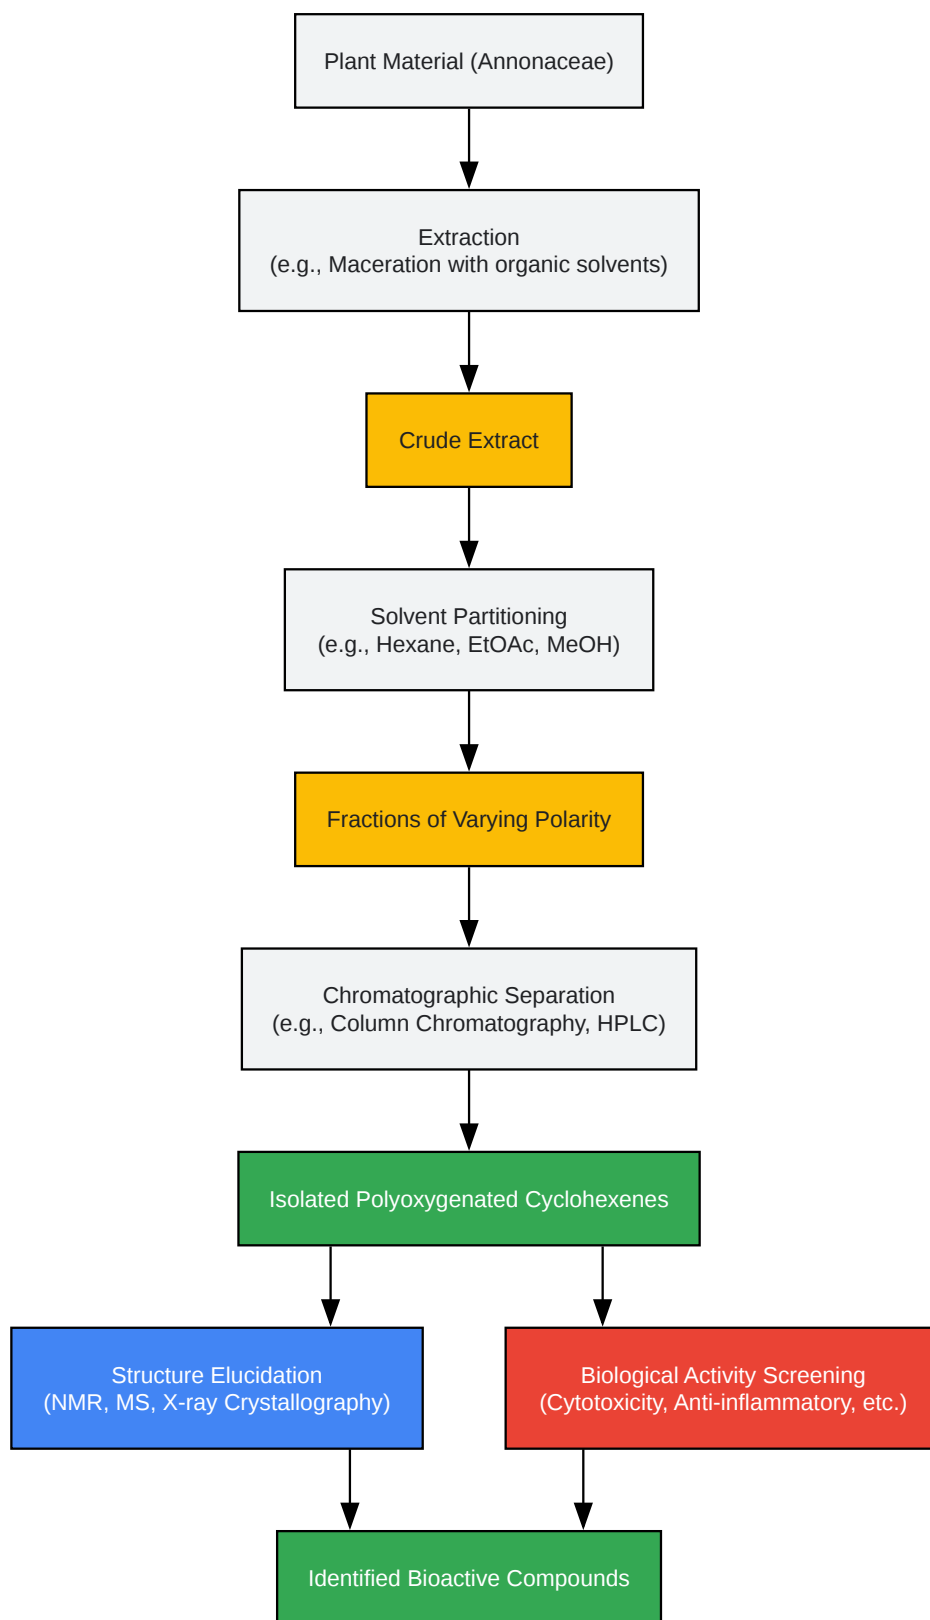 Plant Material (Annonaceae)
Extraction
(e.g., Maceration with organic solvents)
Crude Extract
Solvent Partitioning
(e.g., Hexane, EtOAc, MeOH)
Fractions of Varying Polarity
Chromatographic Separation
(e.g., Column Chromatography, HPLC)
Isolated Polyoxygenated Cyclohexenes
Structure Elucidation
(NMR, MS, X-ray Crystallography)
Biological Activity Screening
(Cytotoxicity, Anti-inflammatory, etc.)
Identified Bioactive Compounds